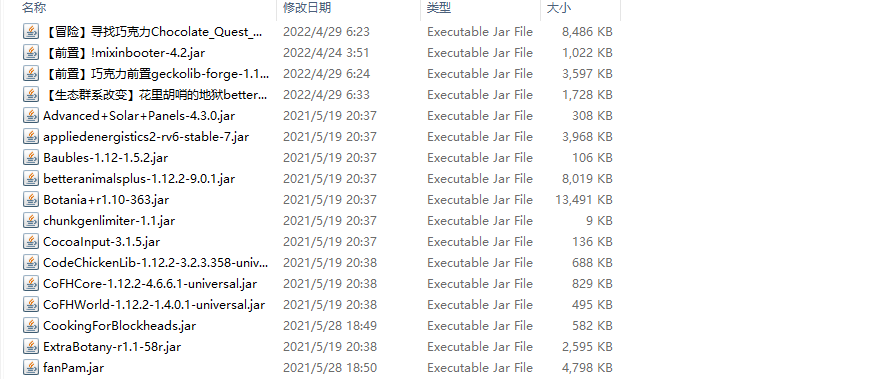 名称 修改日期 类型 大小
【冒险】寻找巧克力Chocolate_Quest_... 2022/4/29 6:23 Executable Jar File 8,486 KB
【前置】!mixinbooter-4.2.jar 2022/4/24 3:51 Executable Jar File 1,022 KB
【前置】巧克力前置geckolib-forge-1.1... 2022/4/29 6:24 Executable Jar File 3,597 KB
【生态群系改变】花里胡哨的地狱better... 2022/4/29 6:33 Executable Jar File 1,728 KB
Advanced+Solar+Panels-4.3.0.jar 2021/5/19 20:37 Executable Jar File 308 KB
appliedenergistics2-rv6-stable-7.jar 2021/5/19 20:37 Executable Jar File 3,968 KB
Baubles-1.12-1.5.2.jar 2021/5/19 20:37 Executable Jar File 106 KB
betteranimalsplus-1.12.2-9.0.1.jar 2021/5/19 20:37 Executable Jar File 8,019 KB
Botania+r1.10-363.jar 2021/5/19 20:37 Executable Jar File 13,491 KB
chunkgenlimiter-1.1.jar 2021/5/19 20:37 Executable Jar File 9 KB
CocoaInput-3.1.5.jar 2021/5/19 20:37 Executable Jar File 136 KB
CodeChickenLib-1.12.2-3.2.3.358-univ... 2021/5/19 20:38 Executable Jar File 688 KB
CoFHCore-1.12.2-4.6.6.1-universal.jar 2021/5/19 20:38 Executable Jar File 829 KB
CoFHWorld-1.12.2-1.4.0.1-universal.jar 2021/5/19 20:38 Executable Jar File 495 KB
CookingForBlockheads.jar 2021/5/28 18:49 Executable Jar File 582 KB
ExtraBotany-r1.1-58r.jar 2021/5/19 20:38 Executable Jar File 2,595 KB
fanPam.jar 2021/5/28 18:50 Executable Jar File 4,798 KB